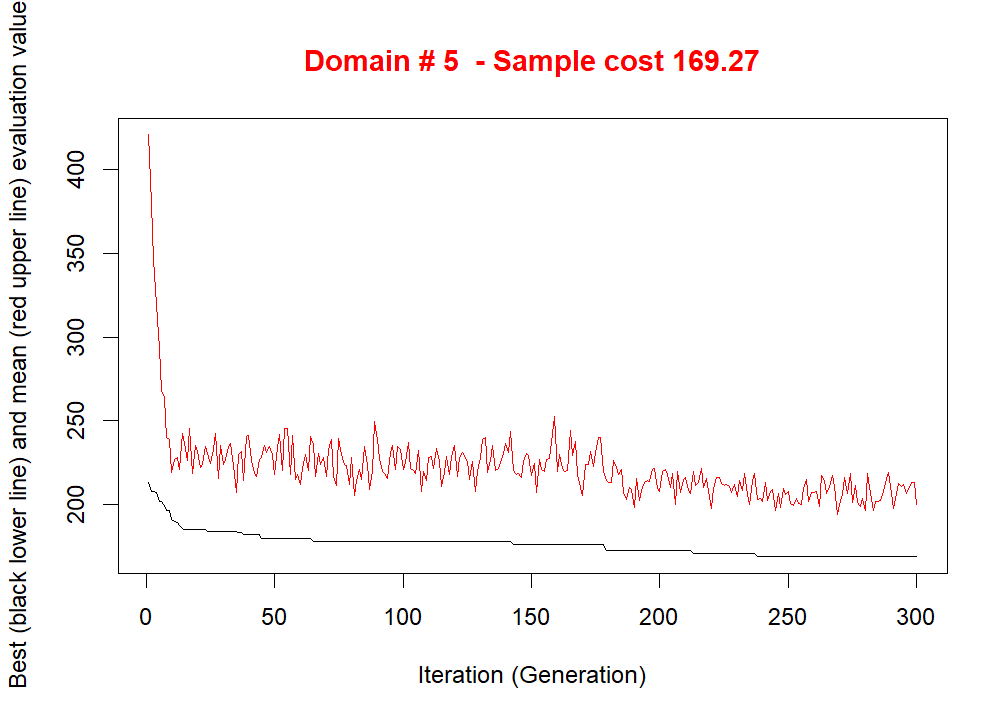 Domain # 5  - Sample cost 169.27
Best (black lower line) and mean (red upper line) evaluation value
400
350
300
250
200
0 50 100 150 200 250 300
Iteration (Generation)